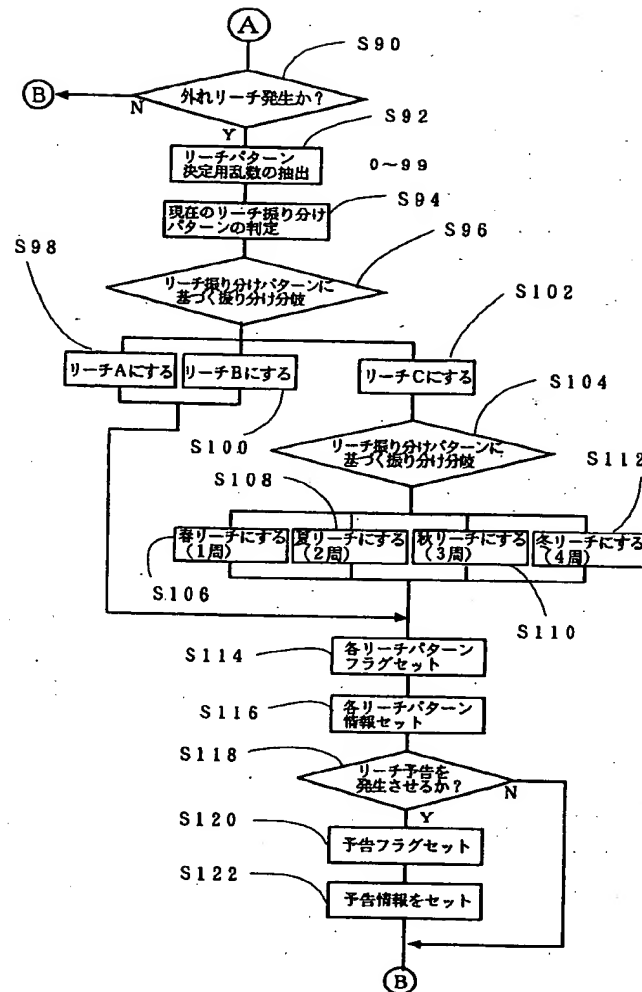 A
S90
外れリーチ発生か?
B
N
Y
S92
リーチパターン
決定用乱数の抽出
0～99
S94
現在のリーチ振り分け
パターンの判定
S96
S98
リーチ振り分けパターンに
基づく振り分け分岐
S102
リーチAにする
リーチBにする
リーチCにする
S100
S104
リーチ振り分けパターンに
基づく振り分け分岐
S108
S112
春リーチにする
(1周)
夏リーチにする
(2周)
秋リーチにする
(3周)
冬リーチにする
(4周)
S106
S110
S114
各リーチパターン
フラグセット
S116
各リーチパターン
情報セット
S118
リーチ予告を
発生させるか?
N
Y
S120
予告フラグセット
S122
予告情報をセット
B